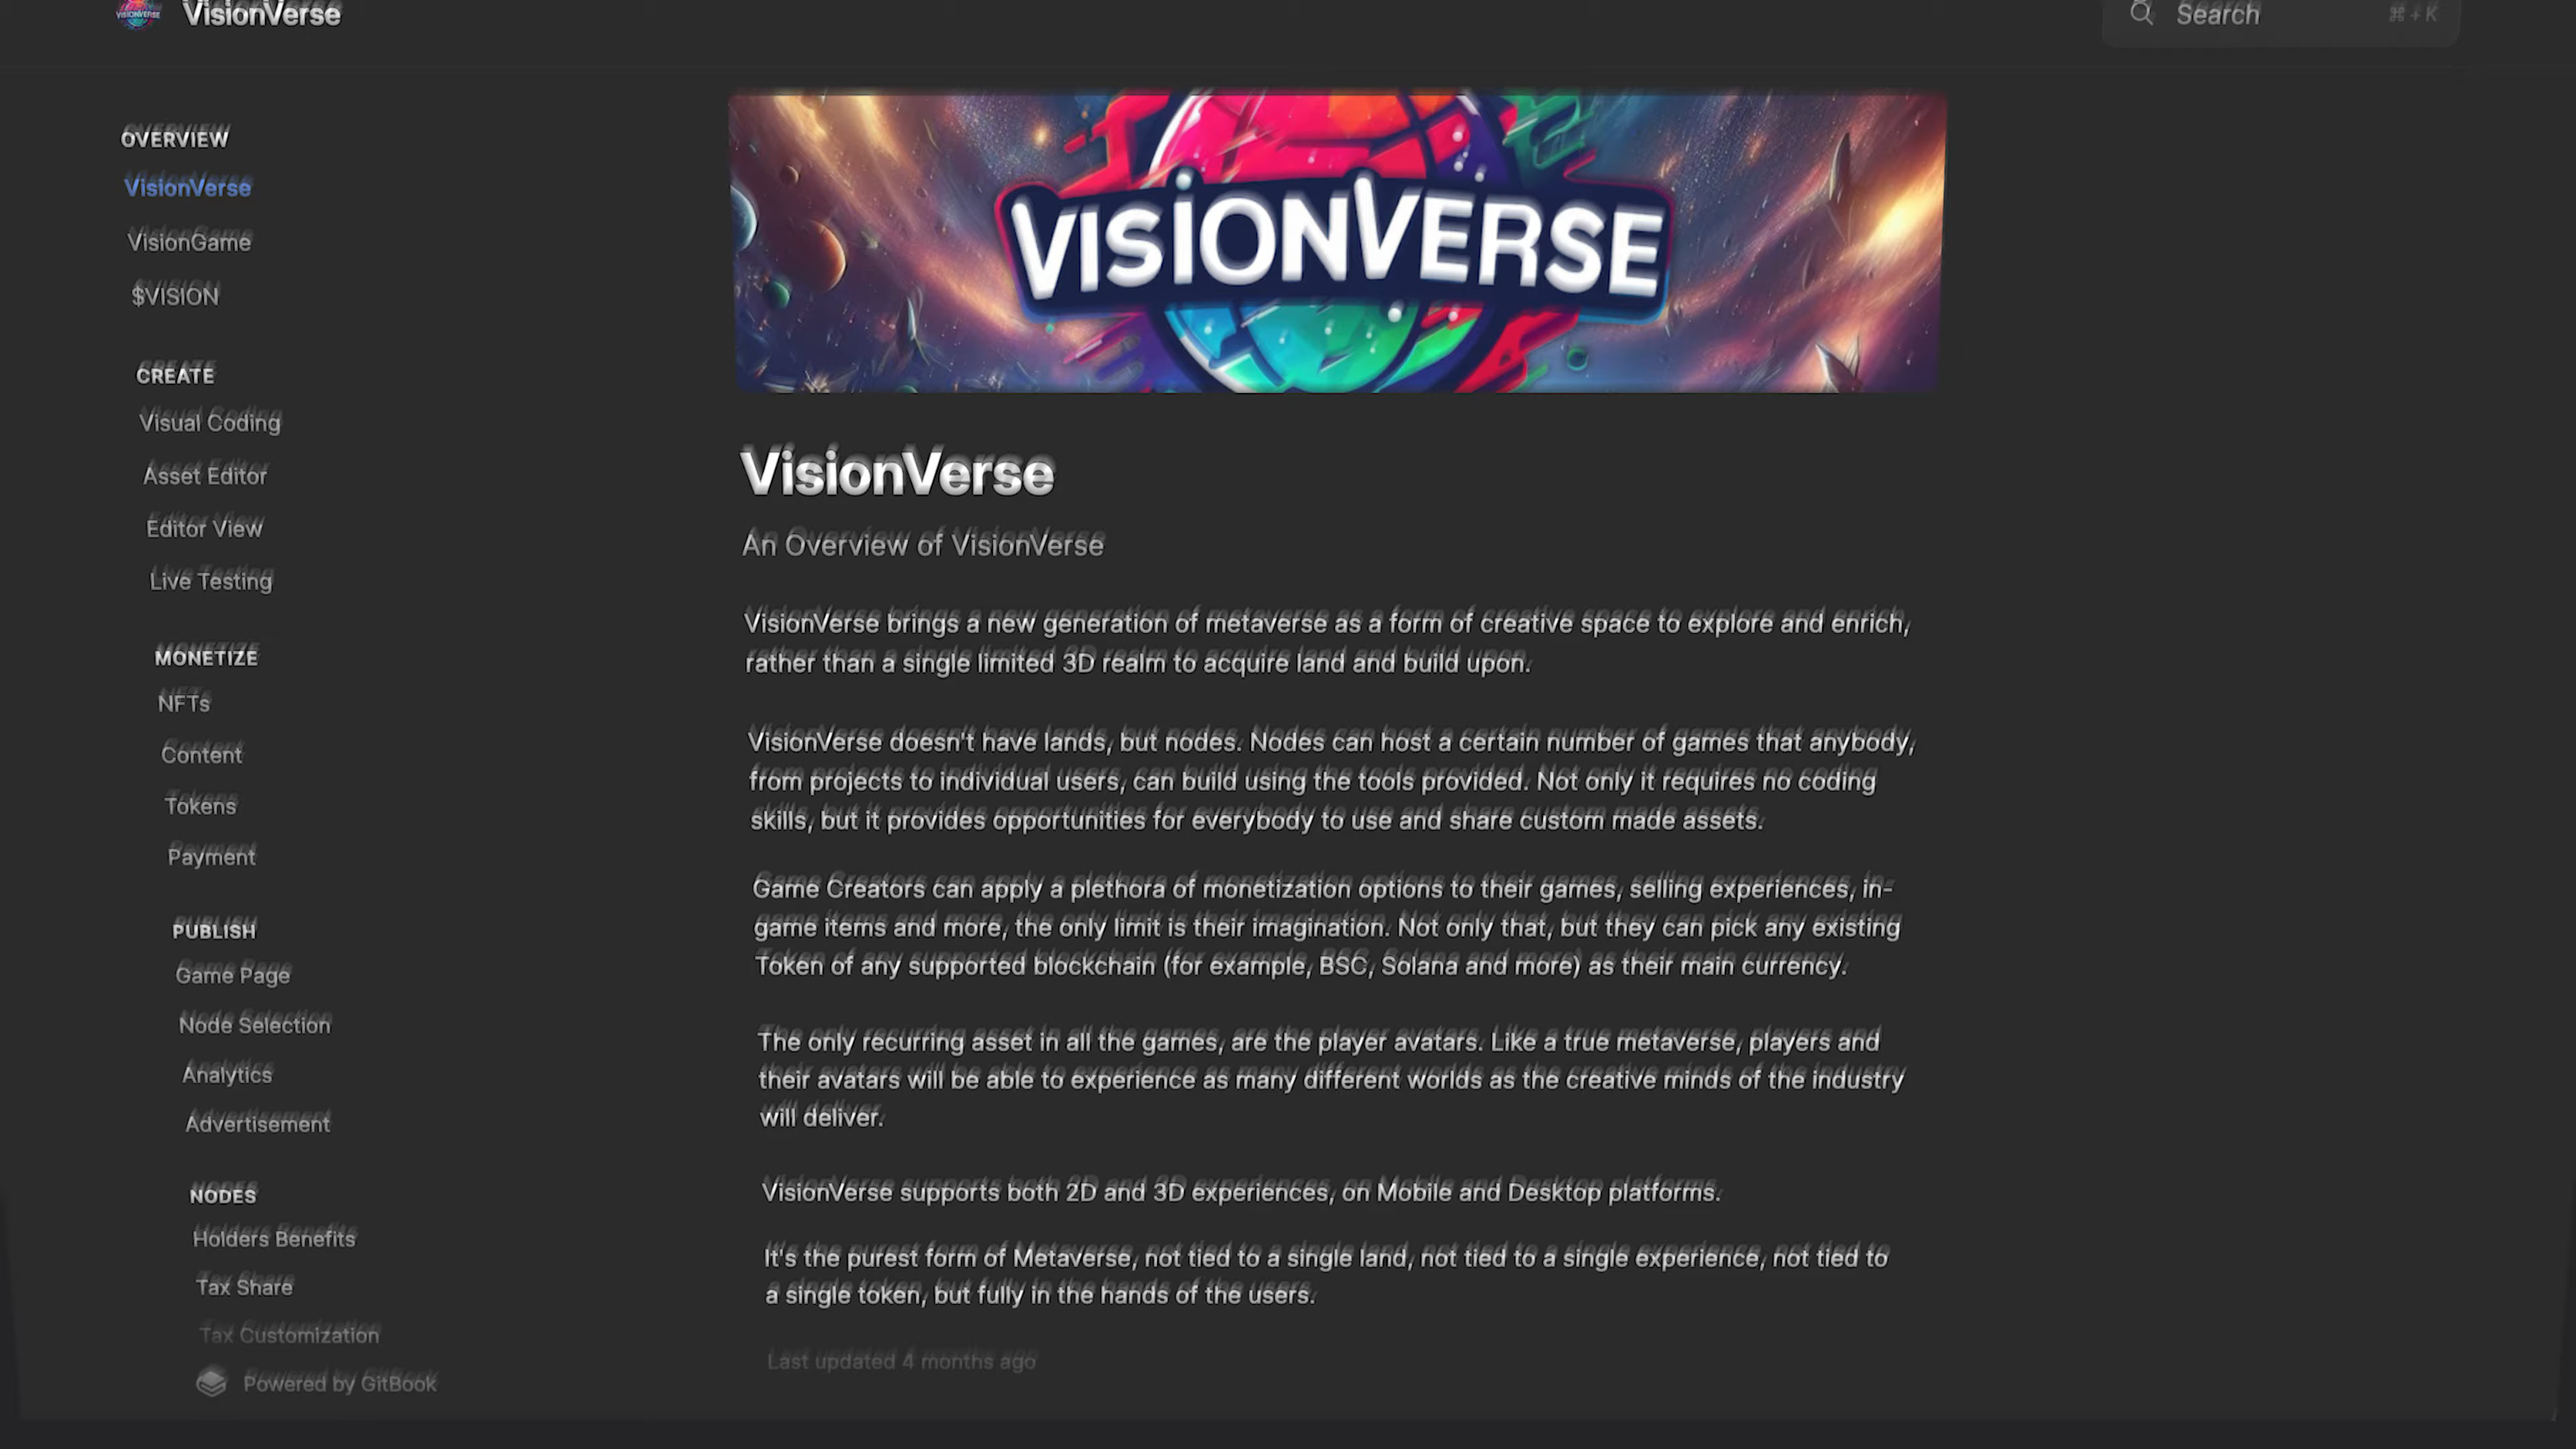 VISIONVERSE
VisionVerse
Search
⌘ + K
OVERVIEW
VisionVerse
VisionGame
$VISION
CREATE
Visual Coding
Asset Editor
Editor View
Live Testing
MONETIZE
NFTs
Content
Tokens
Payment
PUBLISH
Game Page
Node Selection
Analytics
Advertisement
NODES
Holders Benefits
Tax Share
Tax Customization
Powered by GitBook
VISIONVERSE
VisionVerse
An Overview of VisionVerse
VisionVerse brings a new generation of metaverse as a form of creative space to explore and enrich,
rather than a single limited 3D realm to acquire land and build upon.
VisionVerse doesn't have lands, but nodes. Nodes can host a certain number of games that anybody,
from projects to individual users, can build using the tools provided. Not only it requires no coding
skills, but it provides opportunities for everybody to use and share custom made assets.
Game Creators can apply a plethora of monetization options to their games, selling experiences, in-
game items and more, the only limit is their imagination. Not only that, but they can pick any existing
Token of any supported blockchain (for example, BSC, Solana and more) as their main currency.
The only recurring asset in all the games, are the player avatars. Like a true metaverse, players and
their avatars will be able to experience as many different worlds as the creative minds of the industry
will deliver.
VisionVerse supports both 2D and 3D experiences, on Mobile and Desktop platforms.
It's the purest form of Metaverse, not tied to a single land, not tied to a single experience, not tied to
a single token, but fully in the hands of the users.
Last updated 4 months ago